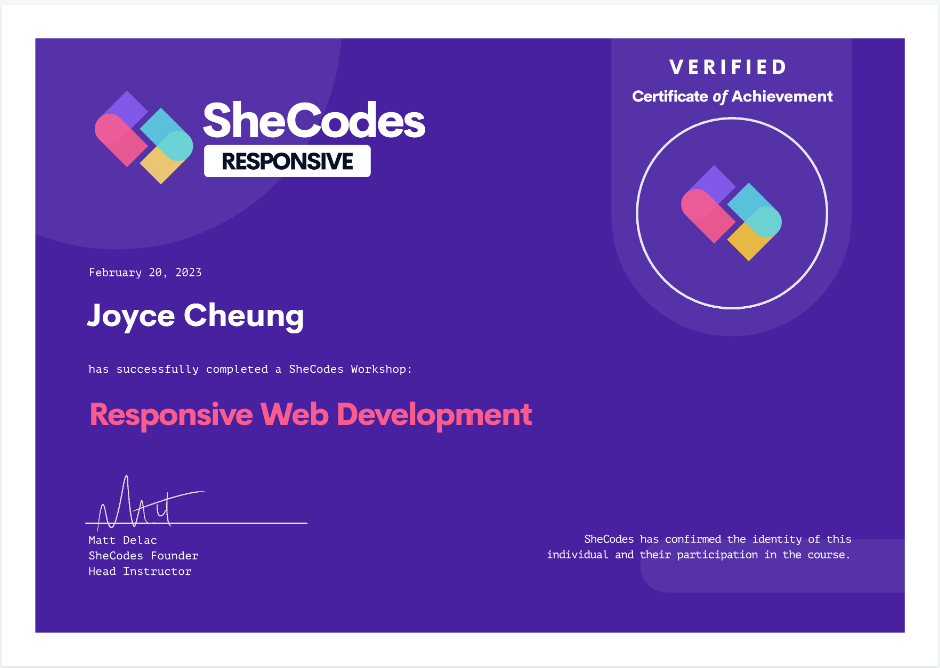 VERIFIED
Certificate of Achievement
SheCodes
RESPONSIVE
February 20, 2023
Joyce Cheung
has successfully completed a SheCodes Workshop:
Responsive Web Development
Matt
Matt Delac
SheCodes Founder
Head Instructor
SheCodes has confirmed the identity of this
individual and their participation in the course.